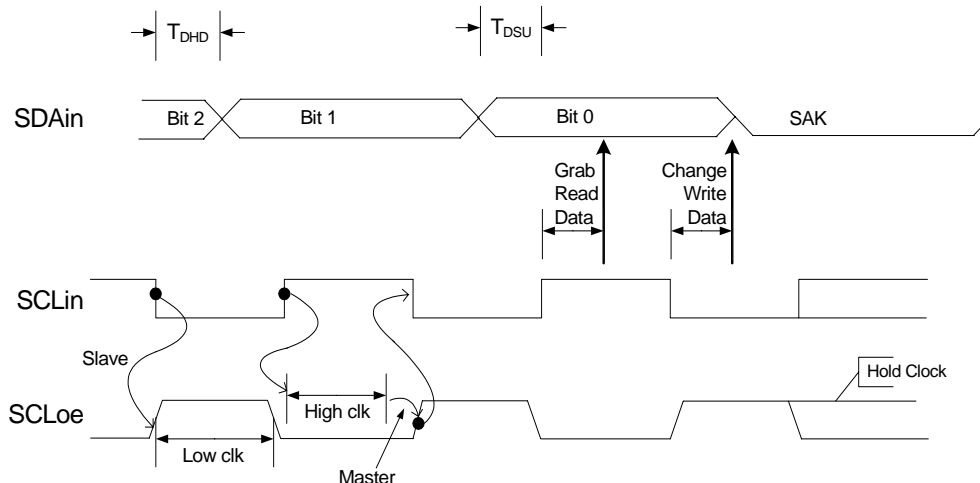 TDHD
TDSU
SDAin
Bit 2
Bit 1
Bit 0
SAK
Grab
Read
Data
Change
Write
Data
SCLin
Slave
Hold Clock
SCLoe
High clk
Low clk
Master